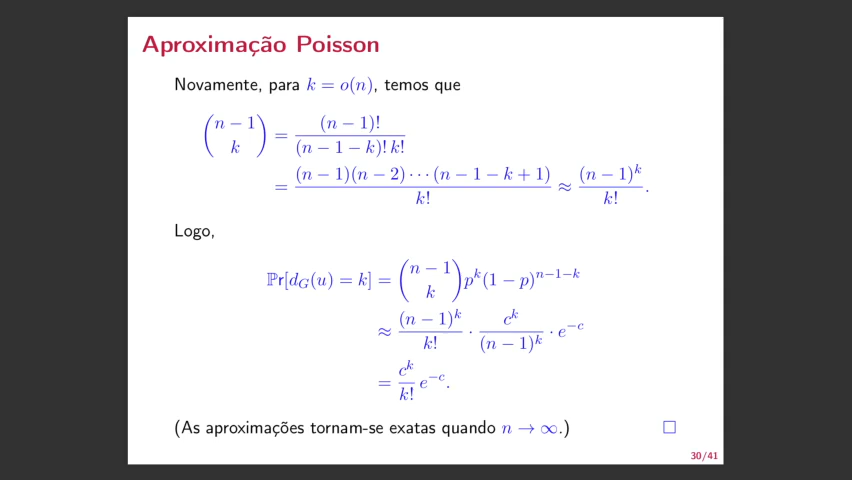 Aproximação Poisson
Novamente, para $k = o(n)$, temos que
$\binom{n-1}{k} = \frac{(n-1)!}{(n-1-k)!\,k!}$
$= \frac{(n-1)(n-2)\cdots(n-1-k+1)}{k!} \approx \frac{(n-1)^k}{k!}.$
Logo,
$\mathbb{P}\mathsf{r}[d_G(u) = k] = \binom{n-1}{k} p^k (1-p)^{n-1-k}$
$\approx \frac{(n-1)^k}{k!} \cdot \frac{c^k}{(n-1)^k} \cdot e^{-c}$
$= \frac{c^k}{k!}\, e^{-c}.$
(As aproximações tornam-se exatas quando $n \to \infty$.) □
30/41